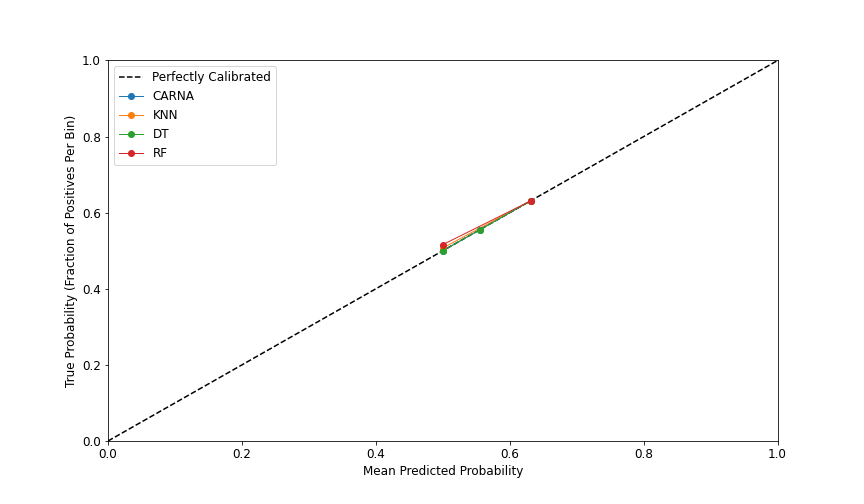 Perfectly Calibrated
CARNA
KNN
DT
RF
1.0
0.8
0.6
0.4
0.2
0.0
True Probability (Fraction of Positives Per Bin)
0.0 0.2 0.4 0.6 0.8 1.0
Mean Predicted Probability